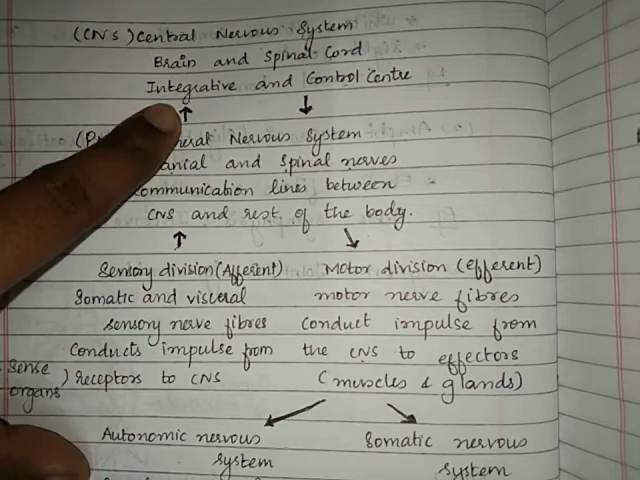 (CNS) Central Nervous System
Brain and Spinal Cord
Integrative and Control Centre
Nervous System
and Spinal nerves
Communication lines between
CNS and rest of the body.
Sensory division (Afferent) Motor division (efferent)
Somatic and visceral motor nerve fibres
sensory nerve fibres conduct impulse from
Conducts impulse from the CNS to effectors
Sense organs) receptors to CNS (muscles & glands)
Autonomic nervous Somatic nervous
System System